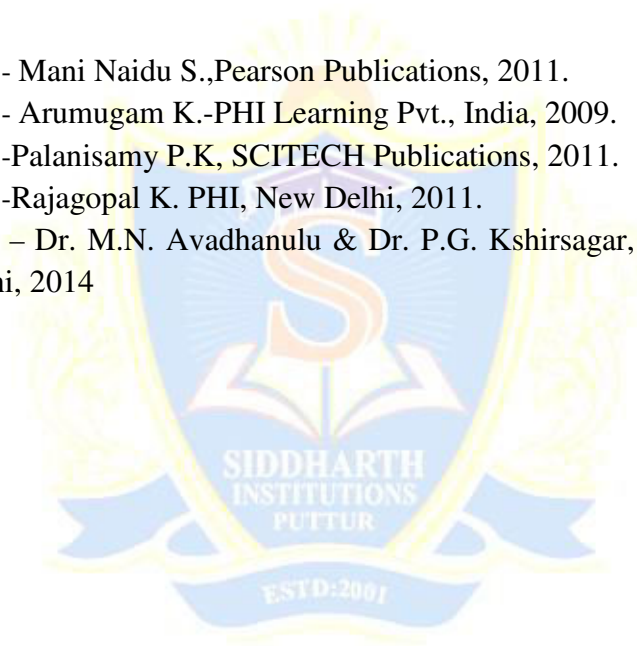 - Mani Naidu S.,Pearson Publications, 2011.
- Arumugam K.-PHI Learning Pvt., India, 2009.
-Palanisamy P.K, SCITECH Publications, 2011.
-Rajagopal K. PHI, New Delhi, 2011.
– Dr. M.N. Avadhanulu & Dr. P.G. Kshirsagar,
ni, 2014
S
SIDDHARTH
INSTITUTIONS
PUTTUR
ESTD:2001